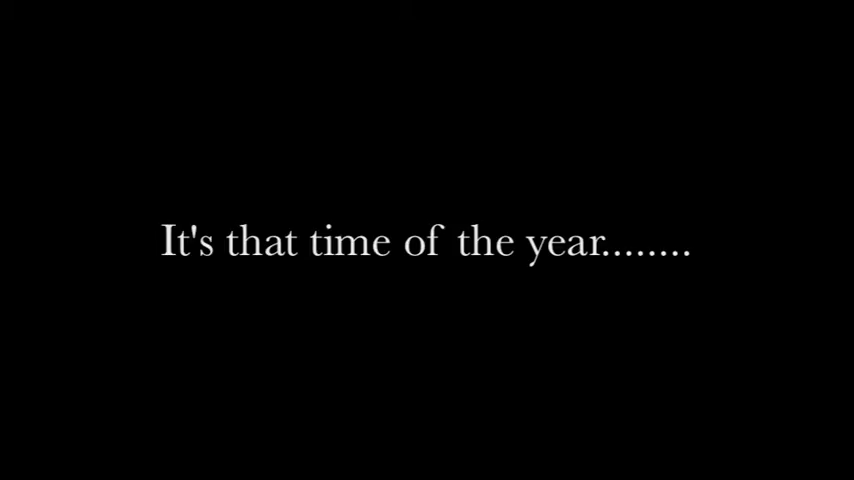 It's that time of the year........